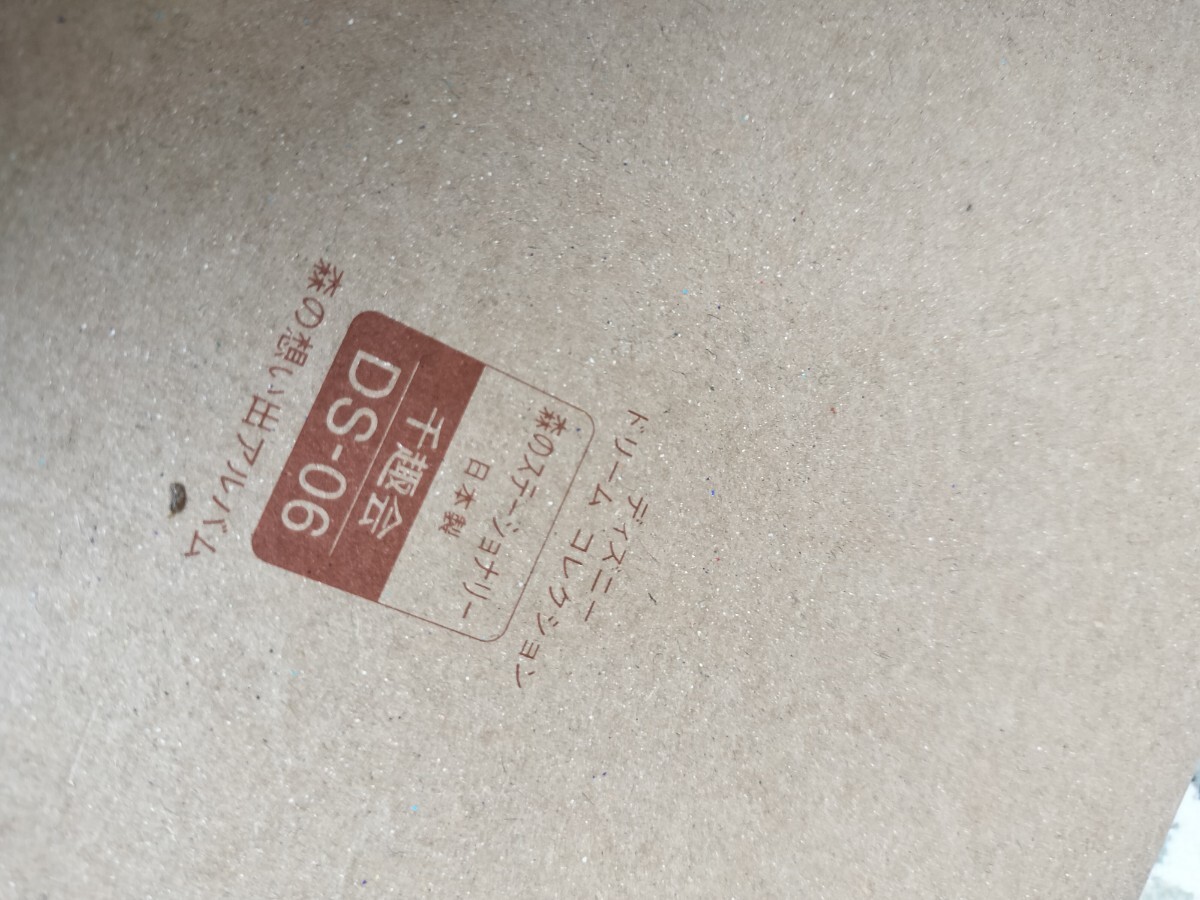 ディズニー
ドリーム コレクション
森のステーショナリー
日本製
千趣会
DS-06
森の想い出アルバム